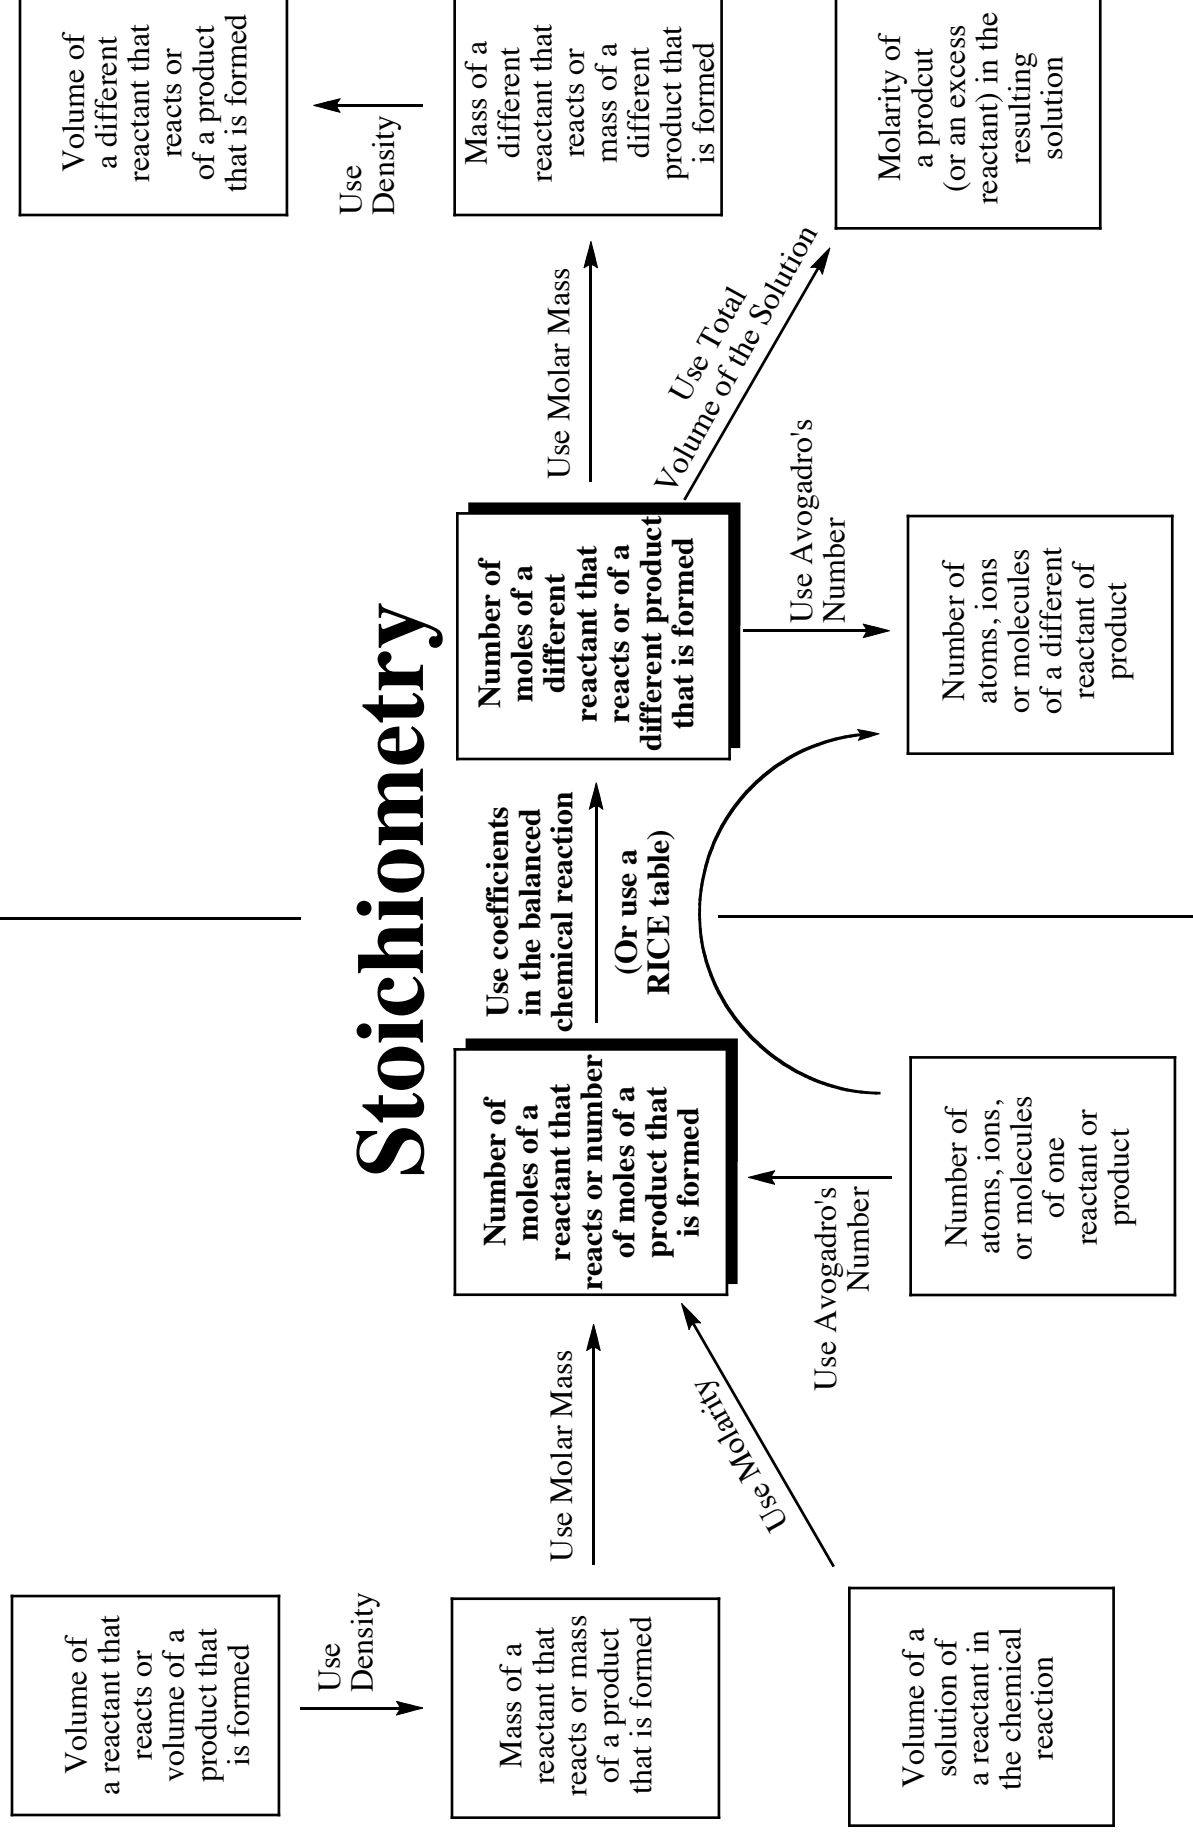 Stoichiometry
Volume of
a reactant that
reacts or
volume of a
product that
is formed
Use
Density
Mass of a
reactant that
reacts or mass
of a product
that is formed
Use Molar Mass
Volume of a
solution of
a reactant in
the chemical
reaction
Use Molarity
Number of
moles of a
reactant that
reacts or number
of moles of a
product that
is formed
Use Avogadro's
Number
Number of
atoms, ions,
or molecules
of one
reactant or
product
Use coefficients
in the balanced
chemical reaction
(Or use a
RICE table)
Number of
moles of a
different
reactant that
reacts or of a
different product
that is formed
Use Avogadro's
Number
Number of
atoms, ions
or molecules
of a different
reactant of
product
Use Molar Mass
Use Total
Volume of the Solution
Volume of
a different
reactant that
reacts or
of a product
that is formed
Use
Density
Mass of a
different
reactant that
reacts or
mass of a
different
product that
is formed
Molarity of
a prodcut
(or an excess
reactant) in the
resulting
solution